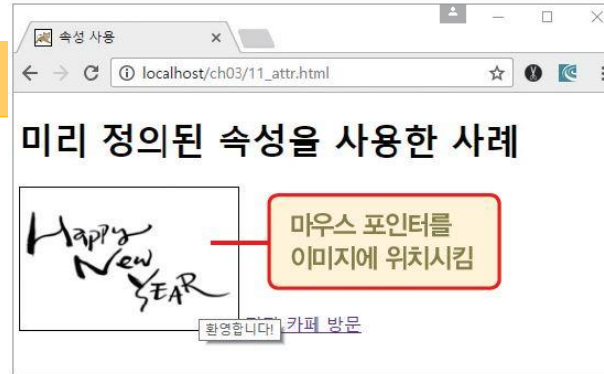 속성 사용
localhost/ch03/11_attr.html
미리 정의된 속성을 사용한 사례
Happy
New
YEAR
마우스 포인터를
이미지에 위치시킴
환영합니다!
카페 방문